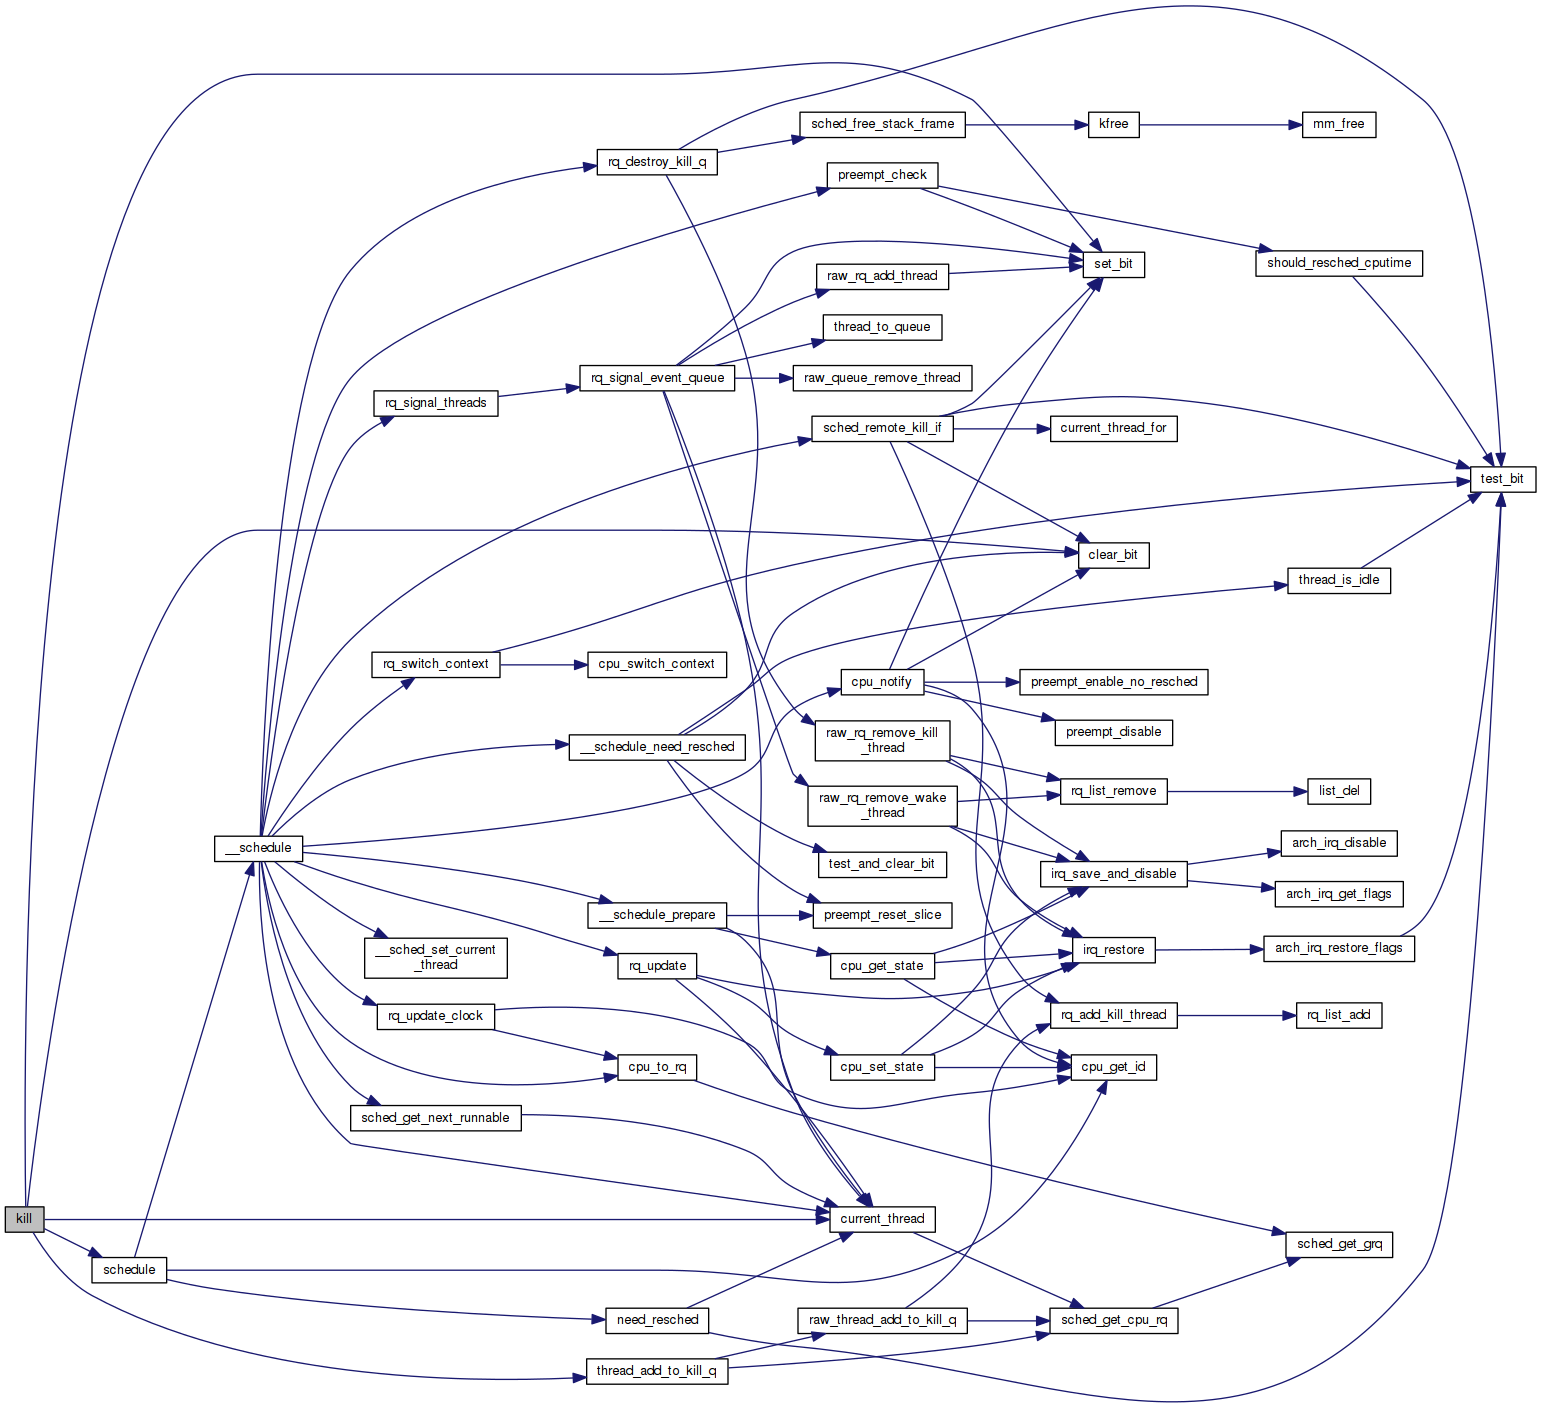 sched_free_stack_frame
kfree
mm_free
rq_destroy_kill_q
preempt_check
set_bit
should_resched_cputime
raw_rq_add_thread
thread_to_queue
rq_signal_event_queue
raw_queue_remove_thread
rq_signal_threads
sched_remote_kill_if
current_thread_for
test_bit
clear_bit
thread_is_idle
rq_switch_context
cpu_switch_context
cpu_notify
preempt_enable_no_resched
preempt_disable
__schedule_need_resched
raw_rq_remove_kill
_thread
rq_list_remove
list_del
raw_rq_remove_wake
_thread
__schedule
test_and_clear_bit
arch_irq_disable
irq_save_and_disable
arch_irq_get_flags
__schedule_prepare
preempt_reset_slice
__sched_set_current
_thread
rq_update
cpu_get_state
irq_restore
arch_irq_restore_flags
rq_update_clock
rq_add_kill_thread
rq_list_add
cpu_to_rq
cpu_set_state
cpu_get_id
sched_get_next_runnable
kill
current_thread
sched_get_grq
schedule
need_resched
raw_thread_add_to_kill_q
sched_get_cpu_rq
thread_add_to_kill_q